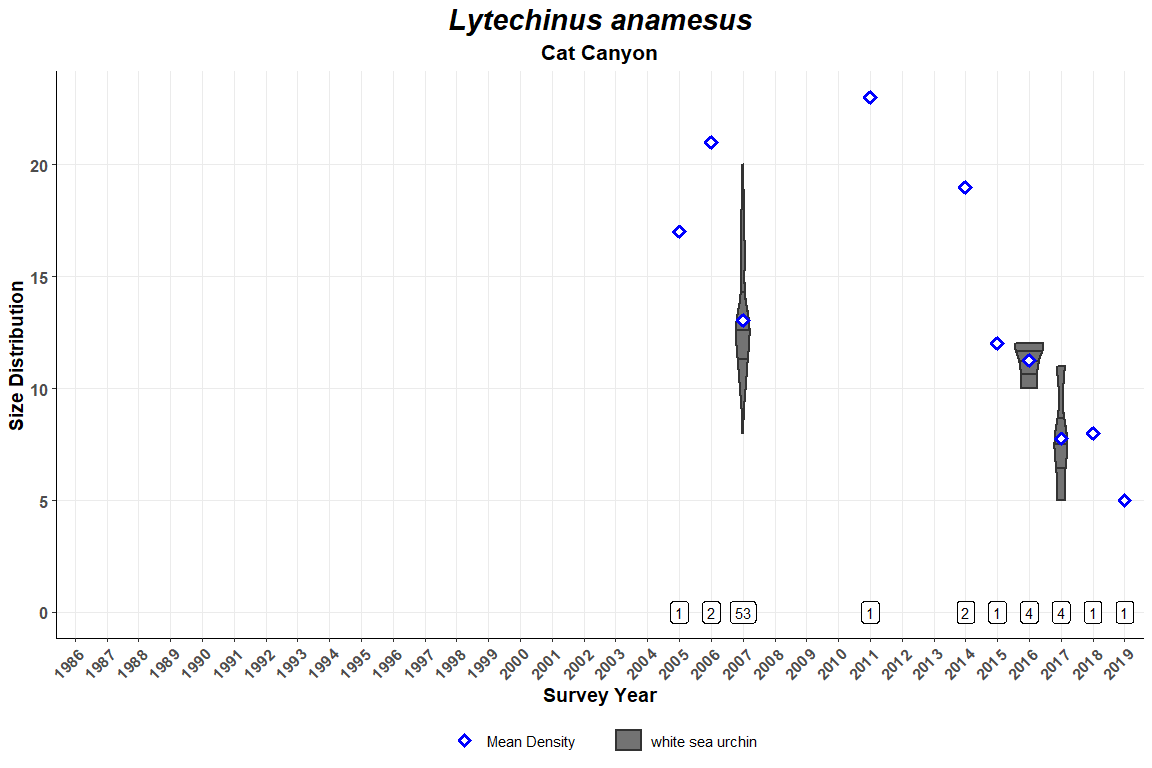 Lytechinus anamesus
Cat Canyon
Size Distribution
20
15
10
5
0
1 2 53 1 2 1 4 4 1 1
1986 1987 1988 1989 1990 1991 1992 1993 1994 1995 1996 1997 1998 1999 2000 2001 2002 2003 2004 2005 2006 2007 2008 2009 2010 2011 2012 2013 2014 2015 2016 2017 2018 2019
Survey Year
Mean Density white sea urchin